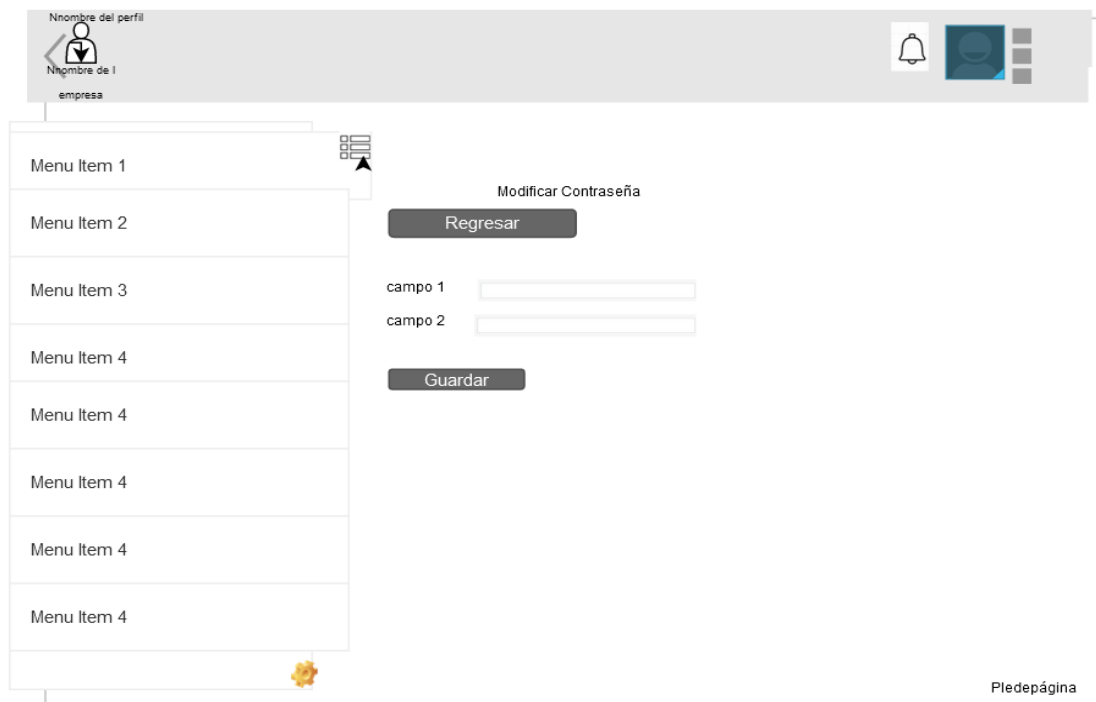 Nnombre del perfil
Nnombre de l
empresa
Menu Item 1
Menu Item 2
Menu Item 3
Menu Item 4
Menu Item 4
Menu Item 4
Menu Item 4
Menu Item 4
Modificar Contraseña
Regresar
campo 1
campo 2
Guardar
Pledepágina